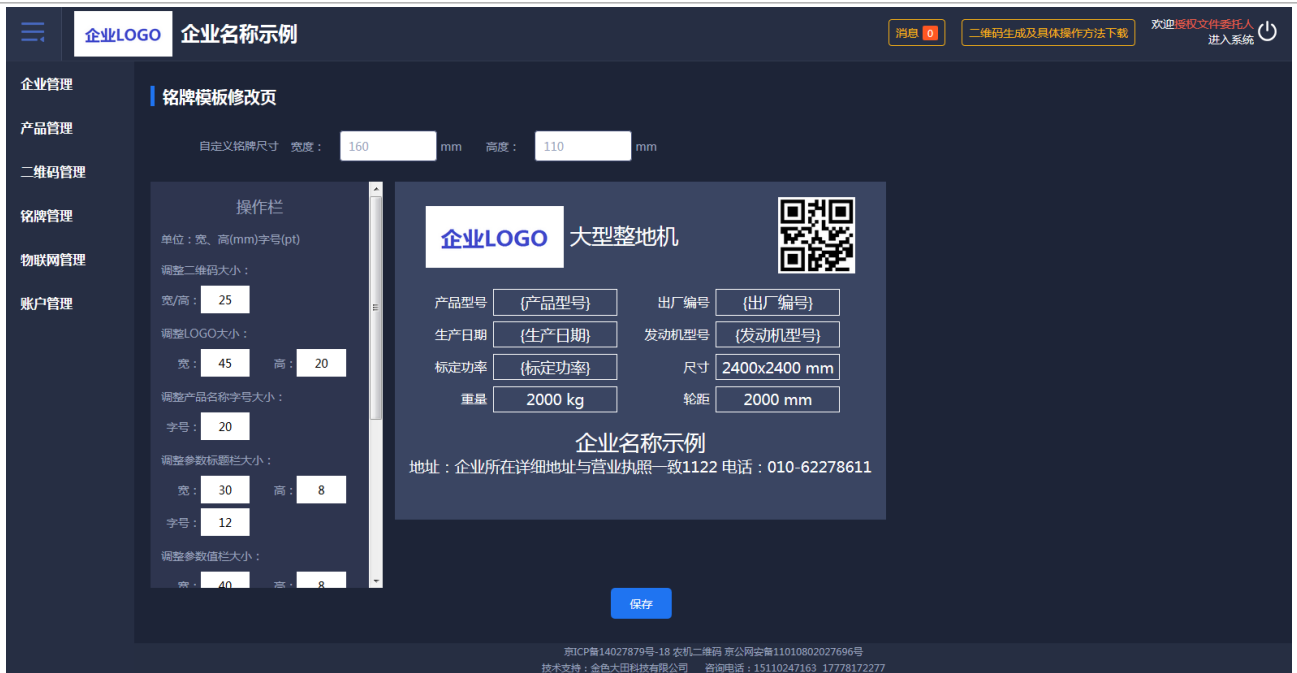 企业LOGO 企业名称示例 消息 0 二维码生成及具体操作方法下载 欢迎授权文件委托人
进入系统
企业管理
产品管理
二维码管理
铭牌管理
物联网管理
账户管理
铭牌模板修改页
自定义铭牌尺寸 宽度： 160 mm 高度： 110 mm
操作栏
单位：宽、高(mm)字号(pt)
调整二维码大小：
宽/高： 25
调整LOGO大小：
宽： 45 高： 20
调整产品名称字号大小：
字号： 20
调整参数标题栏大小：
宽： 30 高： 8
字号： 12
调整参数值栏大小：
宽： 40 高： 8
企业LOGO 大型整地机
产品型号 {产品型号} 出厂编号 {出厂编号}
生产日期 {生产日期} 发动机型号 {发动机型号}
标定功率 {标定功率} 尺寸 2400x2400 mm
重量 2000 kg 轮距 2000 mm
企业名称示例
地址：企业所在详细地址与营业执照一致1122 电话：010-62278611
保存
京ICP备14027879号-18 农机二维码 京公网安备11010802027696号
技术支持：金色大田科技有限公司 咨询电话：15110247163 17778172277